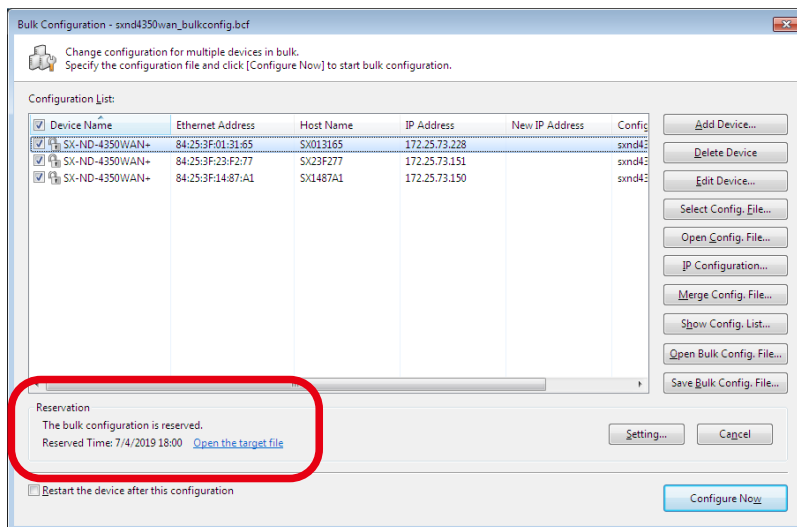 Bulk Configuration - sxnd4350wan_bulkconfig.bcf
Change configuration for multiple devices in bulk.
Specify the configuration file and click [Configure Now] to start bulk configuration.
Configuration List:
Device Name Ethernet Address Host Name IP Address New IP Address Config
SX-ND-4350WAN+ 84:25:3F:01:31:65 SX013165 172.25.73.228 sxnd43
SX-ND-4350WAN+ 84:25:3F:23:F2:77 SX23F277 172.25.73.151 sxnd43
SX-ND-4350WAN+ 84:25:3F:14:87:A1 SX1487A1 172.25.73.150 sxnd43
Add Device...
Delete Device
Edit Device...
Select Config. File...
Open Config. File...
IP Configuration...
Merge Config. File...
Show Config. List...
Open Bulk Config. File...
Save Bulk Config. File...
Reservation
The bulk configuration is reserved.
Reserved Time: 7/4/2019 18:00 Open the target file
Setting... Cancel
Restart the device after this configuration
Configure Now